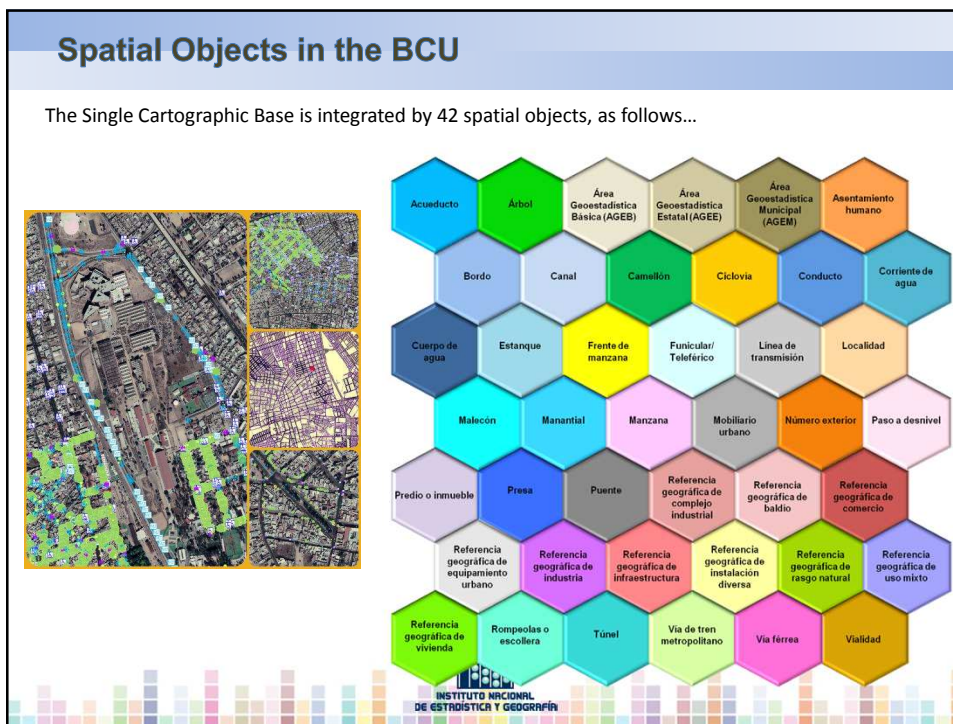 Spatial Objects in the BCU
The Single Cartographic Base is integrated by 42 spatial objects, as follows…
Acueducto
Árbol
Área
Geoestadística
Básica (AGEB)
Área
Geoestadística
Estatal (AGEE)
Área
Geoestadística
Municipal
(AGEM)
Asentamiento
humano
Bordo
Canal
Camellón
Ciclovía
Conducto
Corriente de
agua
Cuerpo de
agua
Estanque
Frente de
manzana
Funicular/
Teleférico
Línea de
transmisión
Localidad
Malecón
Manantial
Manzana
Mobiliario
urbano
Número exterior
Paso a desnivel
Predio o inmueble
Presa
Puente
Referencia
geográfica de
complejo
industrial
Referencia
geográfica de
baldío
Referencia
geográfica de
comercio
Referencia
geográfica de
equipamiento
urbano
Referencia
geográfica de
industria
Referencia
geográfica de
infraestructura
Referencia
geográfica de
instalación
diversa
Referencia
geográfica de
rasgo natural
Referencia
geográfica de
uso mixto
Referencia
geográfica de
vivienda
Rompeolas o
escollera
Túnel
Vía de tren
metropolitano
Vía férrea
Vialidad
INSTITUTO NACIONAL
DE ESTADÍSTICA Y GEOGRAFÍA